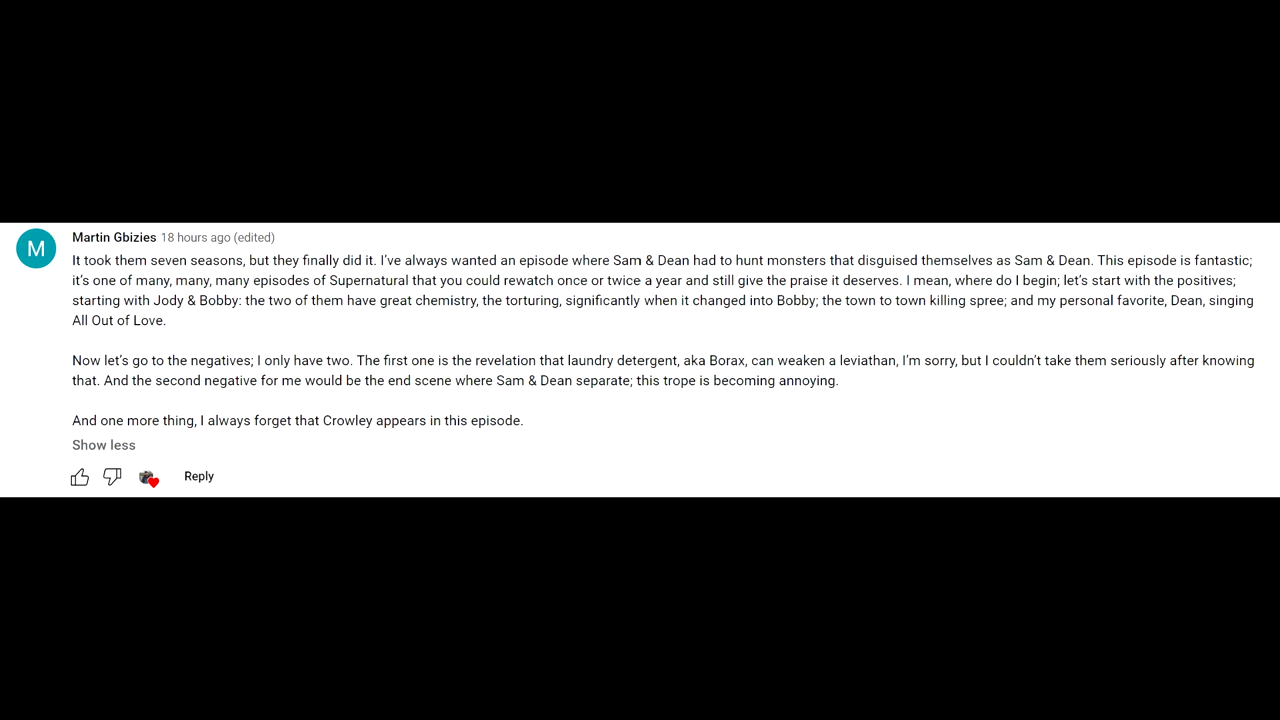 M
Martin Gbizies 18 hours ago (edited)
It took them seven seasons, but they finally did it. I've always wanted an episode where Sam & Dean had to hunt monsters that disguised themselves as Sam & Dean. This episode is fantastic;
it's one of many, many, many episodes of Supernatural that you could rewatch once or twice a year and still give the praise it deserves. I mean, where do I begin; let's start with the positives;
starting with Jody & Bobby: the two of them have great chemistry, the torturing, significantly when it changed into Bobby; the town to town killing spree; and my personal favorite, Dean, singing
All Out of Love.
Now let's go to the negatives; I only have two. The first one is the revelation that laundry detergent, aka Borax, can weaken a leviathan, I'm sorry, but I couldn't take them seriously after knowing
that. And the second negative for me would be the end scene where Sam & Dean separate; this trope is becoming annoying.
And one more thing, I always forget that Crowley appears in this episode.
Show less
Reply